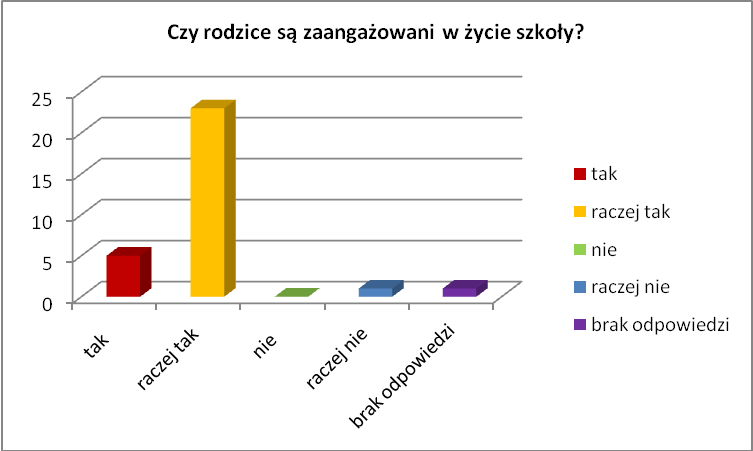 Czy rodzice są zaangażowani w życie szkoły?
25
20
15
10
5
0
tak
raczej tak
nie
raczej nie
brak odpowiedzi
tak
raczej tak
nie
raczej nie
brak odpowiedzi